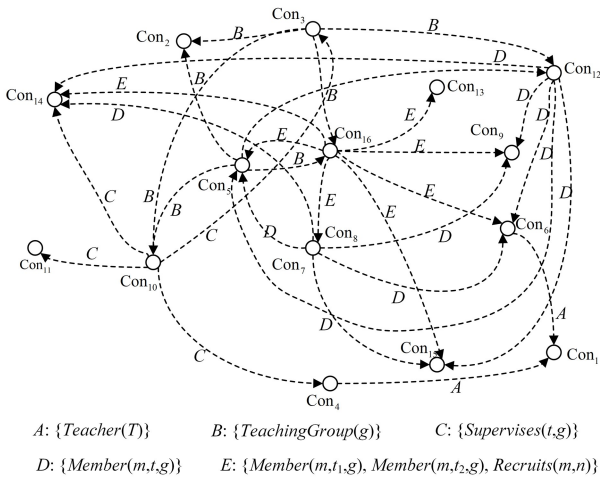 Con3
B
B
Con2
D
Con12
B
E
Con13
D
Con14
D
B
D
E
Con16
Con9
E
D
E
B
E
Con5
C
B
B
E
E
D
C
Con8
E
D
Con6
C
Con11
Con10
Con7
D
D
A
C
Con1
Con4
A
A: {Teacher(T)} B: {TeachingGroup(g)} C: {Supervises(t,g)}
D: {Member(m,t,g)} E: {Member(m,t1,g), Member(m,t2,g), Recruits(m,n)}